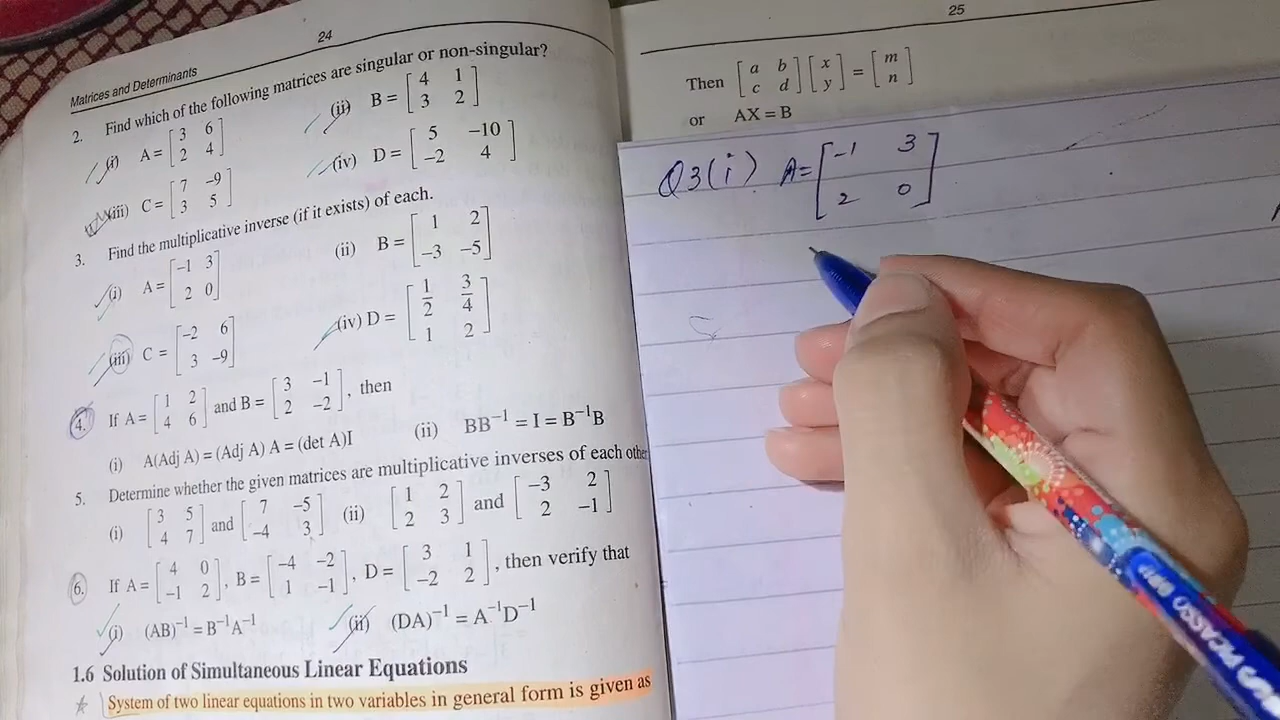 24
Matrices and Determinants
2. Find which of the following matrices are singular or non-singular?
(i) A = [3 6; 2 4] (ii) B = [4 1; 3 2]
(iii) C = [7 -9; 3 5] (iv) D = [5 -10; -2 4]
3. Find the multiplicative inverse (if it exists) of each.
(i) A = [-1 3; 2 0] (ii) B = [1 2; -3 -5]
(iii) C = [-2 6; 3 -9] (iv) D = [1/2 3/4; 1 2]
4. If A = [1 2; 4 6] and B = [3 -1; 2 -2], then
(i) A(Adj A) = (Adj A) A = (det A)I (ii) BB⁻¹ = I = B⁻¹B
5. Determine whether the given matrices are multiplicative inverses of each othe
(i) [3 5; 4 7] and [7 -5; -4 3] (ii) [1 2; 2 3] and [-3 2; 2 -1]
6. If A = [4 0; -1 2], B = [-4 -2; 1 -1], D = [3 1; -2 2], then verify that
(i) (AB)⁻¹ = B⁻¹A⁻¹ (ii) (DA)⁻¹ = A⁻¹D⁻¹
1.6 Solution of Simultaneous Linear Equations
System of two linear equations in two variables in general form is given as
25
Then [a b; c d] [x; y] = [m; n]
or AX = B
Q3(i) A = [-1 3; 2 0]
PICASSO